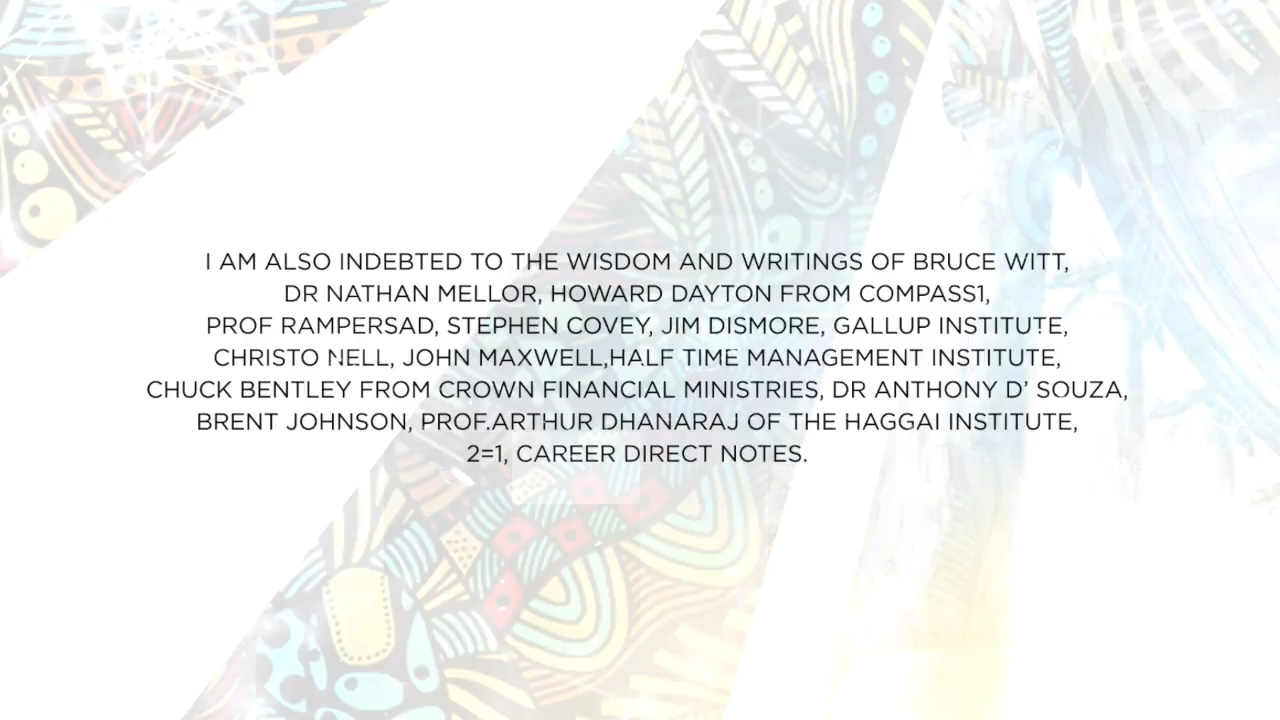 I AM ALSO INDEBTED TO THE WISDOM AND WRITINGS OF BRUCE WITT,
DR NATHAN MELLOR, HOWARD DAYTON FROM COMPASS1,
PROF RAMPERSAD, STEPHEN COVEY, JIM DISMORE, GALLUP INSTITUTE,
CHRISTO NELL, JOHN MAXWELL,HALF TIME MANAGEMENT INSTITUTE,
CHUCK BENTLEY FROM CROWN FINANCIAL MINISTRIES, DR ANTHONY D’ SOUZA,
BRENT JOHNSON, PROF.ARTHUR DHANARAJ OF THE HAGGAI INSTITUTE,
2=1, CAREER DIRECT NOTES.